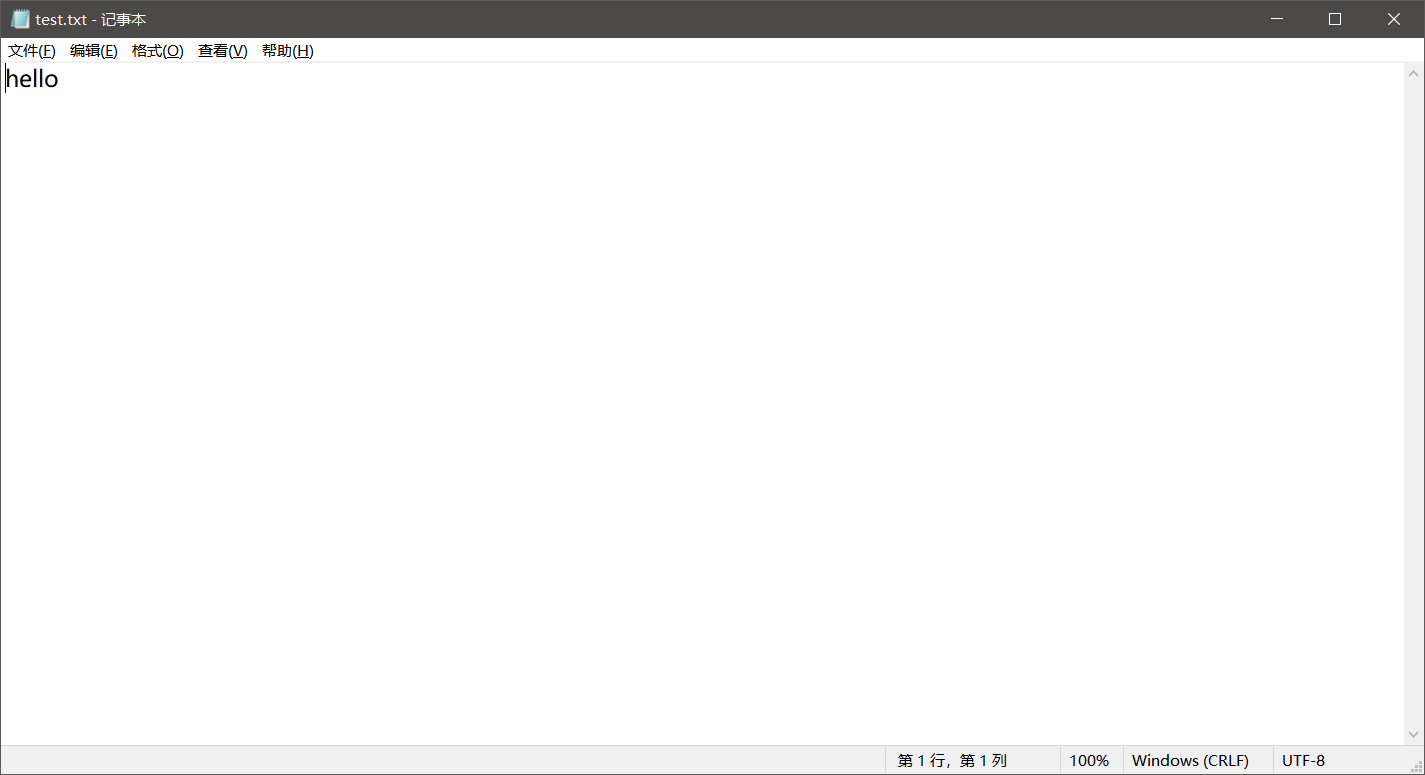 test.txt - 记事本
文件(F) 编辑(E) 格式(O) 查看(V) 帮助(H)
hello
第 1 行，第 1 列 100% Windows (CRLF) UTF-8